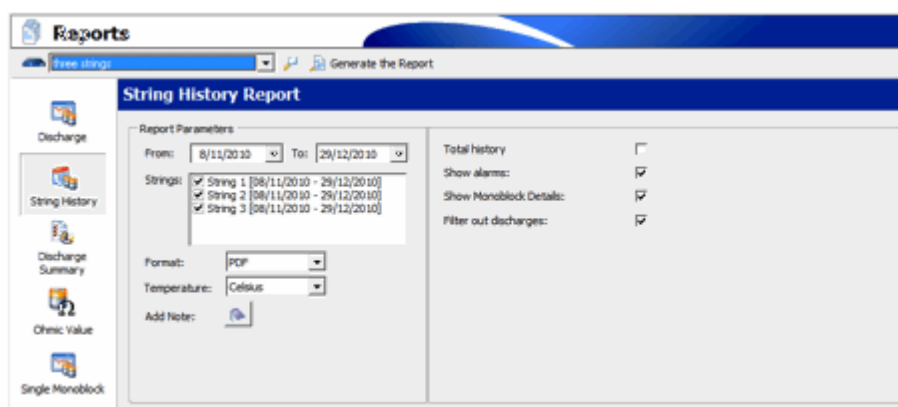 Reports
three strings
Generate the Report
String History Report
Discharge
String History
Discharge
Summary
Ohmic Value
Single Monoblock
Report Parameters
From: 8/11/2010 To: 29/12/2010
Strings: String 1 [08/11/2010 - 29/12/2010]
String 2 [08/11/2010 - 29/12/2010]
String 3 [08/11/2010 - 29/12/2010]
Format: PDF
Temperature: Celsius
Add Note:
Total history
Show alarms:
Show Monoblock Details:
Filter out discharges: